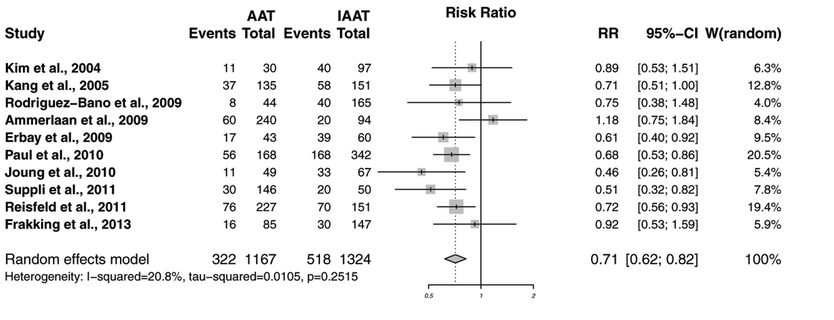 AAT IAAT Risk Ratio
Study Events Total Events Total RR 95%−CI W(random)
Kim et al., 2004 11 30 40 97 0.89 [0.53; 1.51] 6.3%
Kang et al., 2005 37 135 58 151 0.71 [0.51; 1.00] 12.8%
Rodriguez−Bano et al., 2009 8 44 40 165 0.75 [0.38; 1.48] 4.0%
Ammerlaan et al., 2009 60 240 20 94 1.18 [0.75; 1.84] 8.4%
Erbay et al., 2009 17 43 39 60 0.61 [0.40; 0.92] 9.5%
Paul et al., 2010 56 168 168 342 0.68 [0.53; 0.86] 20.5%
Joung et al., 2010 11 49 33 67 0.46 [0.26; 0.81] 5.4%
Suppli et al., 2011 30 146 20 50 0.51 [0.32; 0.82] 7.8%
Reisfeld et al., 2011 76 227 70 151 0.72 [0.56; 0.93] 19.4%
Frakking et al., 2013 16 85 30 147 0.92 [0.53; 1.59] 5.9%
Random effects model 322 1167 518 1324 0.71 [0.62; 0.82] 100%
Heterogeneity: I−squared=20.8%, tau−squared=0.0105, p=0.2515
0.5 1 2